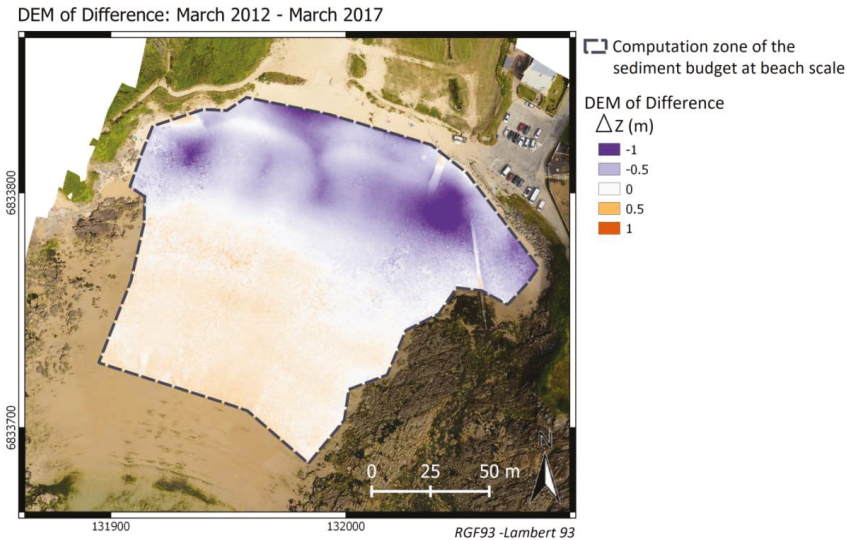 DEM of Difference: March 2012 - March 2017
Computation zone of the
sediment budget at beach scale
DEM of Difference
△Z (m)
-1
-0.5
0
0.5
1
6833800
6833700
N
0 25 50 m
131900 132000
RGF93 -Lambert 93